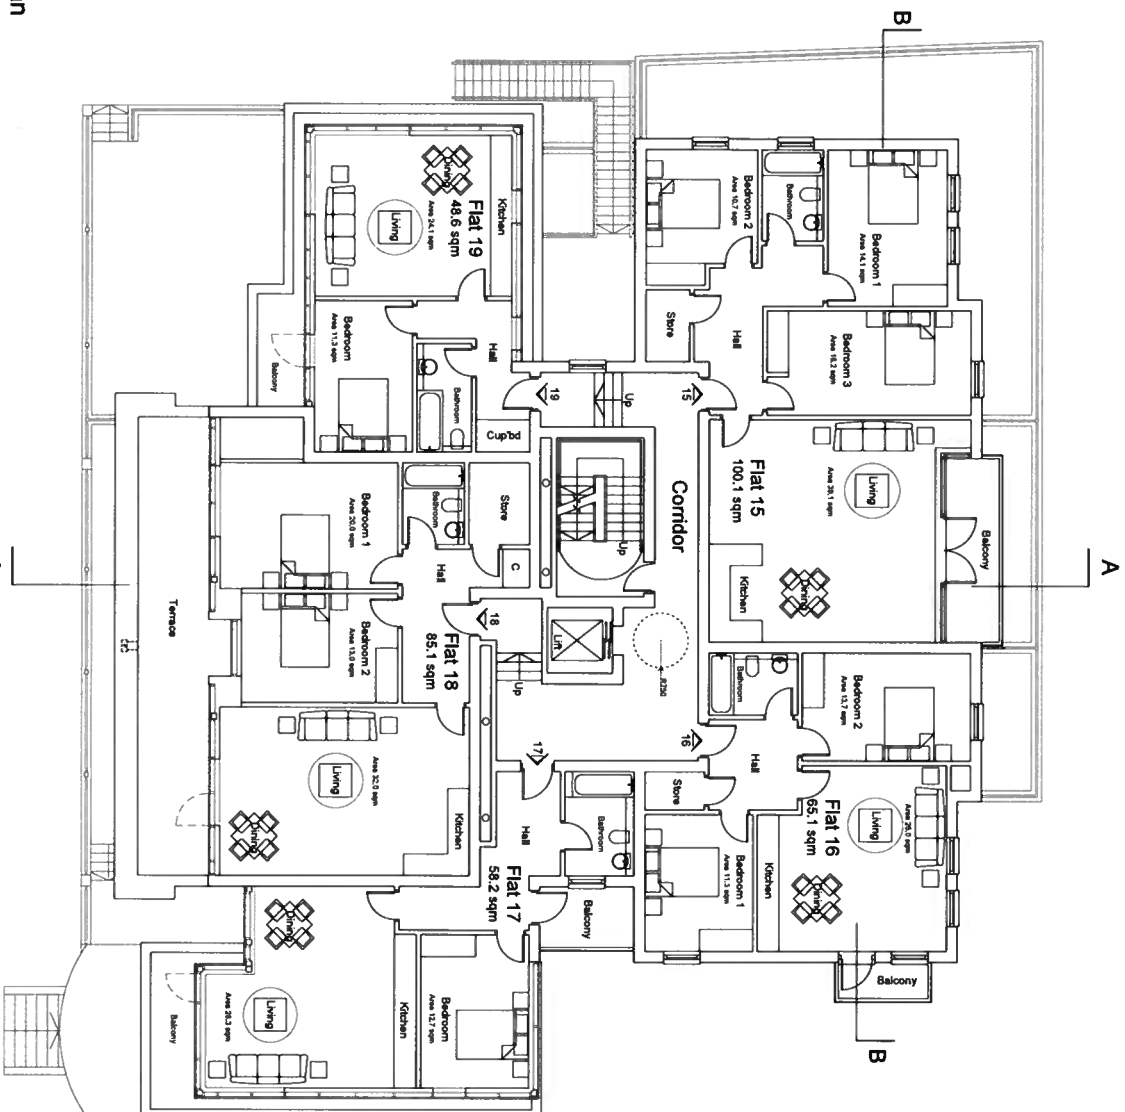 B
Bedroom 2
Area 10.7 sqm
Bathroom
Bedroom 1
Area 14.1 sqm
Store
Hall
Bedroom 3
Area 16.2 sqm
15
Flat 15
100.1 sqm
Living
Area 39.1 sqm
Dining
Kitchen
Balcony
A
Dining
Kitchen
Flat 19
48.6 sqm
Area 24.1 sqm
Living
Bedroom
Area 11.3 sqm
Hall
Bathroom
Balcony
Cup'bd
19
Up
Corridor
Up
Lift
R750
Up
Store
C
Bathroom
Hall
Bedroom 1
Area 20.0 sqm
Bedroom 2
Area 13.0 sqm
18
Flat 18
85.1 sqm
Terrace
Living
Area 32.0 sqm
Kitchen
Dining
16
Bathroom
Hall
Store
Bedroom 2
Area 13.7 sqm
Flat 16
65.1 sqm
Living
Area 26.0 sqm
Dining
Kitchen
Bedroom 1
Area 11.3 sqm
Balcony
B
17
Hall
Bathroom
Flat 17
58.2 sqm
Balcony
Dining
Living
Area 26.3 sqm
Kitchen
Bedroom
Area 12.7 sqm
Balcony